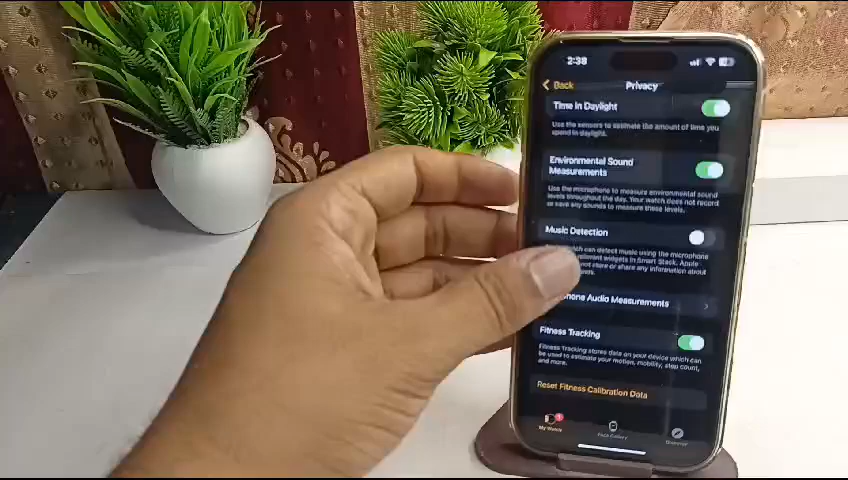 2:38
Back
Privacy
Time in Daylight
Use the sensors to estimate the amount of time you
spend in daylight.
Environmental Sound
Measurements
Use the microphone to measure environmental sound
levels throughout the day. Your watch does not record
or save any sounds to measure these levels.
Music Detection
can detect music using the microphone
relevant widgets in Smart Stack. Apple
not store or share any information about
Audio Measurements
Fitness Tracking
Fitness Tracking stores data on your device which can
be used to estimate your motion, mobility, step count,
and more.
Reset Fitness Calibration Data
My Watch
Face Gallery
Discover